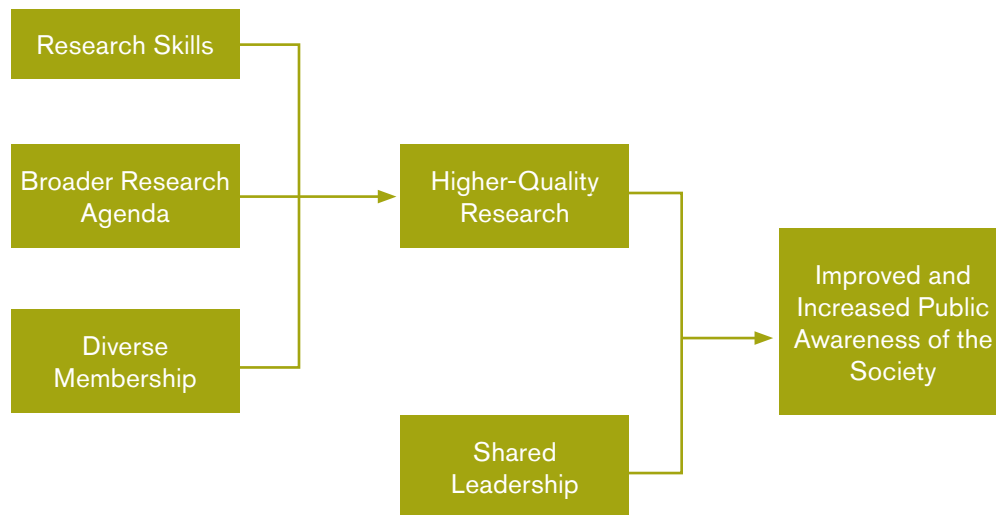 Research Skills
Broader Research
Agenda
Diverse
Membership
Higher-Quality
Research
Shared
Leadership
Improved and
Increased Public
Awareness of the
Society